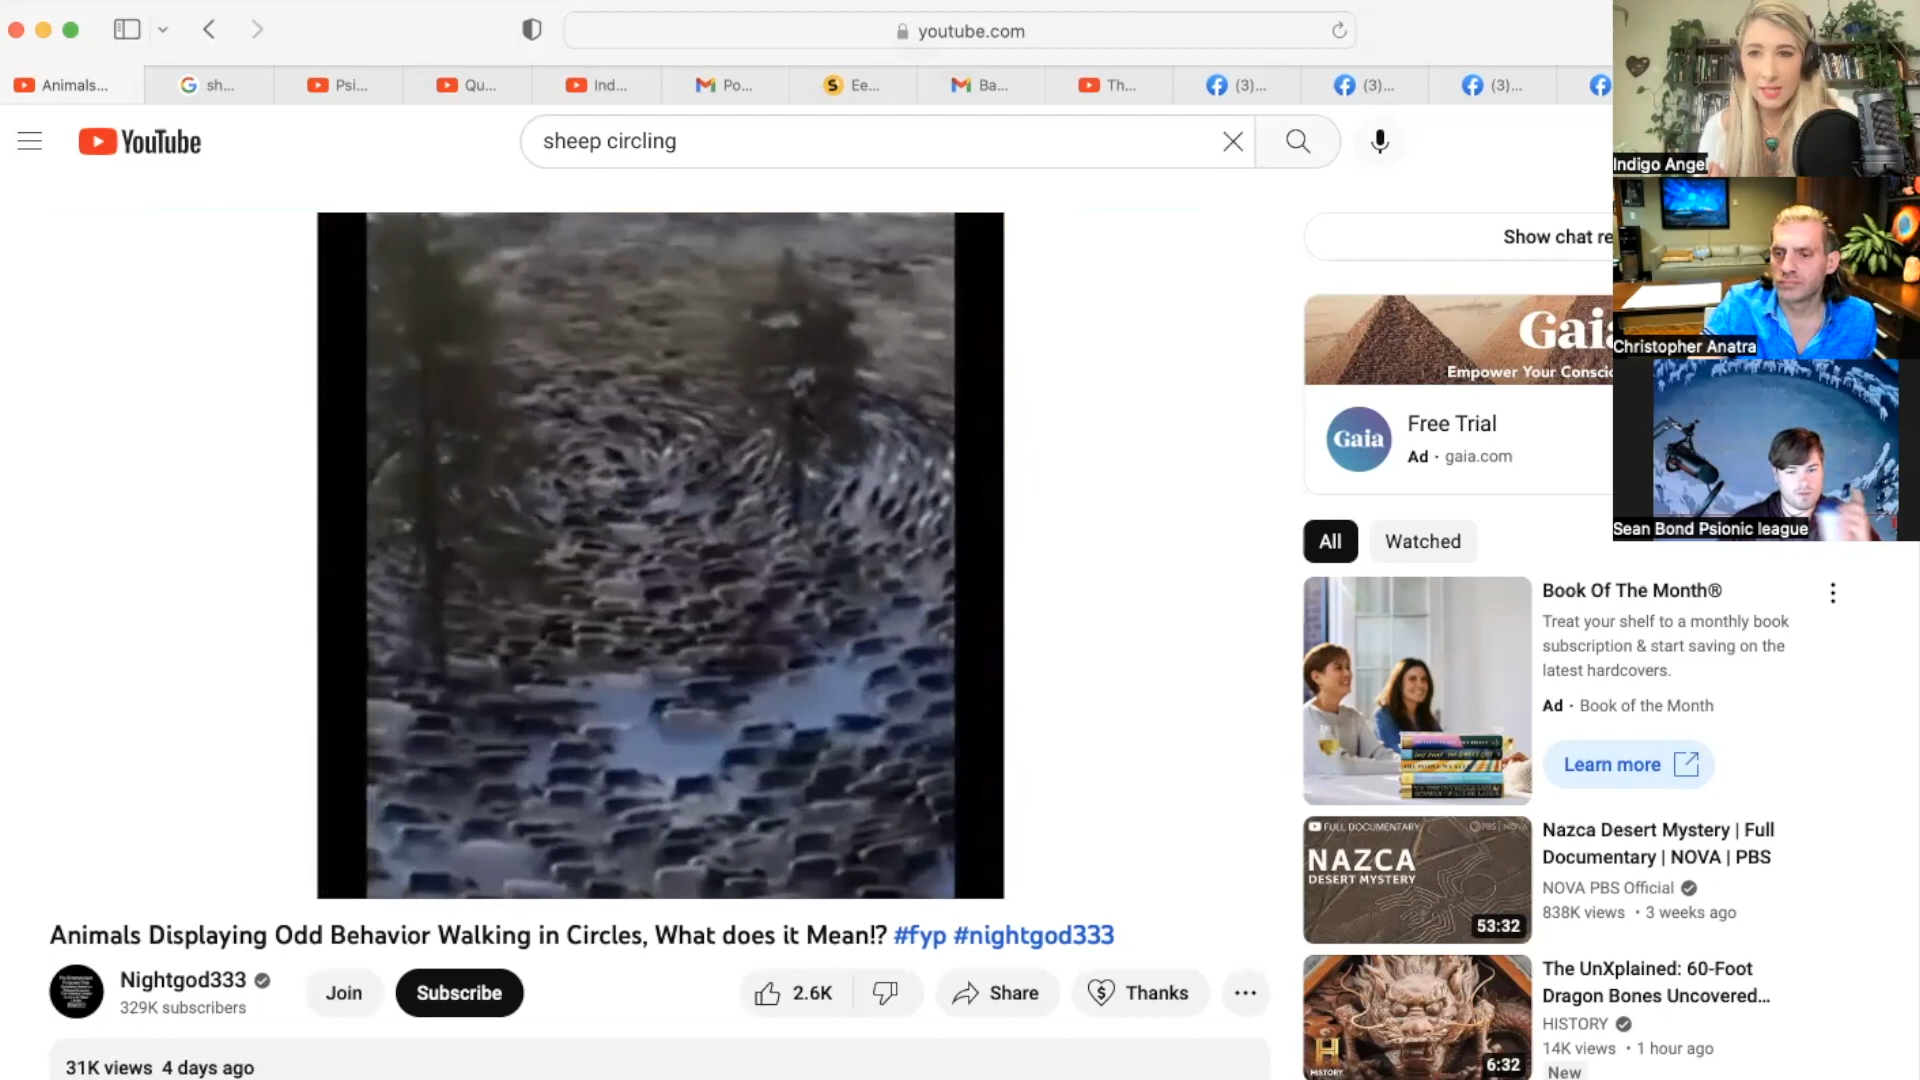 youtube.com
Animals...
sh...
Psi...
Qu...
Ind...
Po...
Ee...
Ba...
Th...
(3)...
(3)...
(3)...
YouTube
sheep circling
Indigo Angel
Christopher Anatra
Sean Bond Psionic league
Show chat re
Gaia
Empower Your Consci
Gaia
Free Trial
Ad · gaia.com
All
Watched
Book Of The Month®
Treat your shelf to a monthly book
subscription & start saving on the
latest hardcovers.
Ad · Book of the Month
Learn more
FULL DOCUMENTARY
PBS | NOVA
NAZCA
DESERT MYSTERY
53:32
Nazca Desert Mystery | Full
Documentary | NOVA | PBS
NOVA PBS Official
838K views • 3 weeks ago
H
HISTORY
6:32
The UnXplained: 60-Foot
Dragon Bones Uncovered...
HISTORY
14K views • 1 hour ago
New
Animals Displaying Odd Behavior Walking in Circles, What does it Mean!? #fyp #nightgod333
Nightgod333
329K subscribers
Join
Subscribe
2.6K
Share
Thanks
31K views 4 days ago